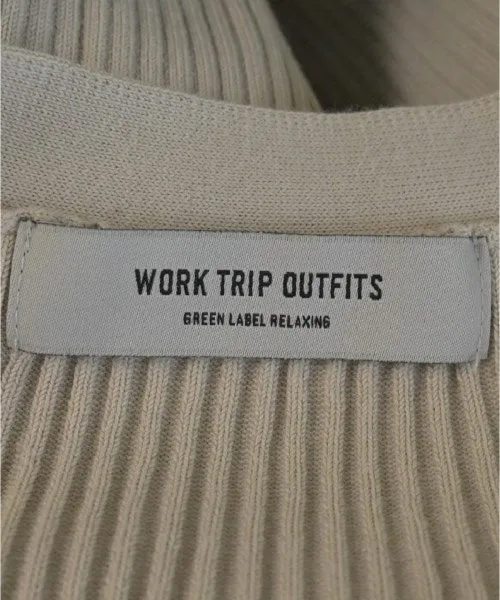 WORK TRIP OUTFITS
GREEN LABEL RELAXING